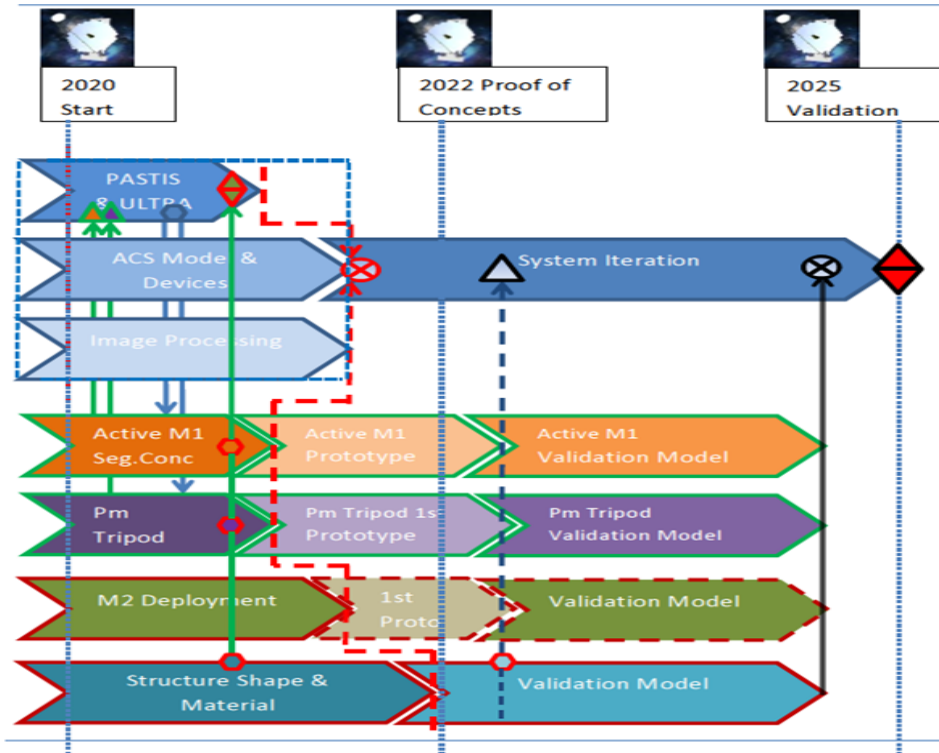 2020
Start
2022 Proof of
Concepts
2025
Validation
PASTIS
& ULTRA
ACS Model &
Devices
System Iteration
Image Processing
Active M1
Seg.Conc
Active M1
Prototype
Active M1
Validation Model
Pm
Tripod
Pm Tripod 1s
Prototype
Pm Tripod
Validation Model
M2 Deployment
1st
Proto
Validation Model
Structure Shape &
Material
Validation Model